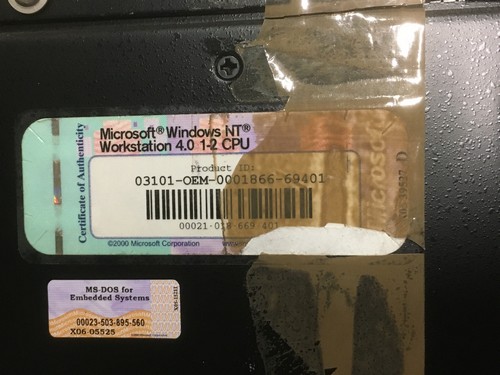 Certificate of Authenticity
Microsoft® Windows NT®
Workstation 4.0 1-2 CPU
Product ID:
03101-OEM-0001866-69401
©2000 Microsoft Corporation
MS-DOS for
Embedded Systems
00023-503-895-560
X06-05525